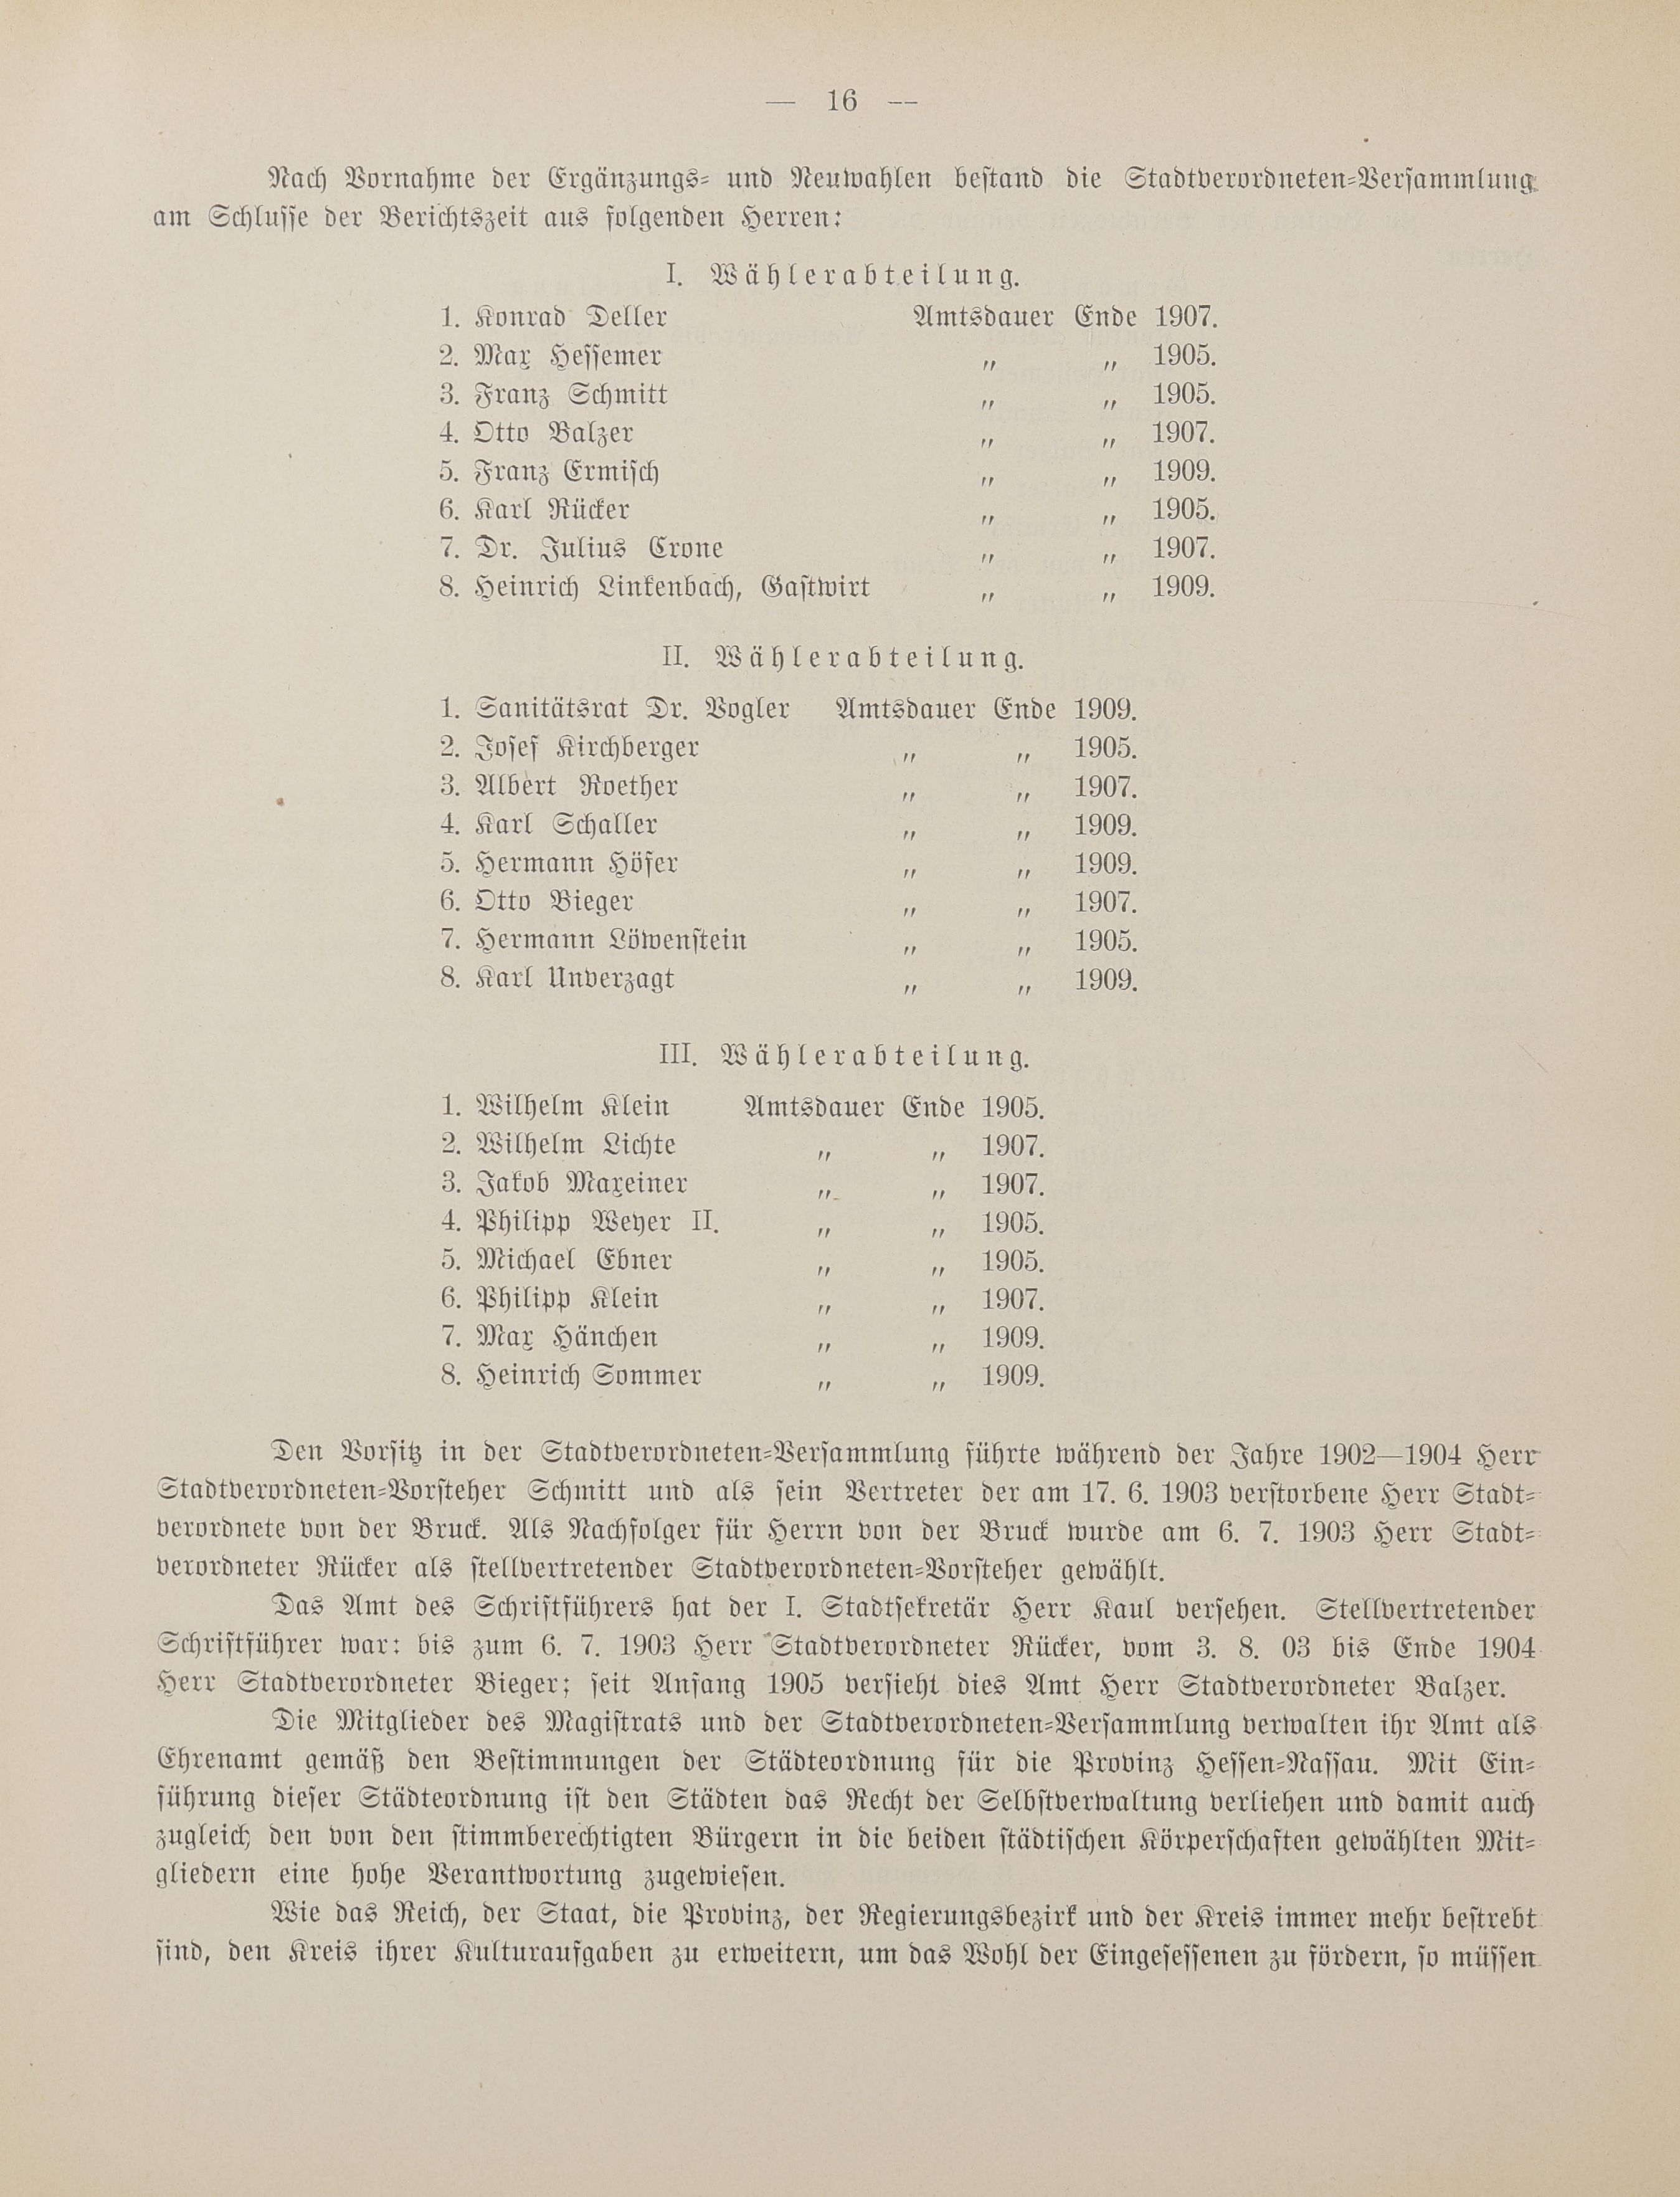 — 16 —
Nach Vornahme der Ergänzungs- und Neuwahlen bestand die Stadtverordneten-Versammlung
am Schlusse der Berichtszeit aus folgenden Herren:
I. Wählerabteilung.
1. Konrad Deller Amtsdauer Ende 1907.
2. Max Hessemer „ „ 1905.
3. Franz Schmitt „ „ 1905.
4. Otto Balzer „ „ 1907.
5. Franz Ermisch „ „ 1909.
6. Karl Rücker „ „ 1905.
7. Dr. Julius Crone „ „ 1907.
8. Heinrich Linkenbach, Gastwirt „ „ 1909.
II. Wählerabteilung.
1. Sanitätsrat Dr. Vogler Amtsdauer Ende 1909.
2. Josef Kirchberger „ „ 1905.
3. Albert Roether „ „ 1907.
4. Karl Schaller „ „ 1909.
5. Hermann Höfer „ „ 1909.
6. Otto Bieger „ „ 1907.
7. Hermann Löwenstein „ „ 1905.
8. Karl Unverzagt „ „ 1909.
III. Wählerabteilung.
1. Wilhelm Klein Amtsdauer Ende 1905.
2. Wilhelm Lichte „ „ 1907.
3. Jakob Maxeiner „ „ 1907.
4. Philipp Weyer II. „ „ 1905.
5. Michael Ebner „ „ 1905.
6. Philipp Klein „ „ 1907.
7. Max Hänchen „ „ 1909.
8. Heinrich Sommer „ „ 1909.
Den Vorsitz in der Stadtverordneten-Versammlung führte während der Jahre 1902—1904 Herr
Stadtverordneten-Vorsteher Schmitt und als sein Vertreter der am 17. 6. 1903 verstorbene Herr Stadt-
verordnete von der Bruck. Als Nachfolger für Herrn von der Bruck wurde am 6. 7. 1903 Herr Stadt-
verordneter Rücker als stellvertretender Stadtverordneten-Vorsteher gewählt.
Das Amt des Schriftführers hat der I. Stadtsekretär Herr Kaul versehen. Stellvertretender
Schriftführer war: bis zum 6. 7. 1903 Herr Stadtverordneter Rücker, vom 3. 8. 03 bis Ende 1904
Herr Stadtverordneter Bieger; seit Anfang 1905 versieht dies Amt Herr Stadtverordneter Balzer.
Die Mitglieder des Magistrats und der Stadtverordneten-Versammlung verwalten ihr Amt als
Ehrenamt gemäß den Bestimmungen der Städteordnung für die Provinz Hessen-Nassau. Mit Ein-
führung dieser Städteordnung ist den Städten das Recht der Selbstverwaltung verliehen und damit auch
zugleich den von den stimmberechtigten Bürgern in die beiden städtischen Körperschaften gewählten Mit-
gliedern eine hohe Verantwortung zugewiesen.
Wie das Reich, der Staat, die Provinz, der Regierungsbezirk und der Kreis immer mehr bestrebt
sind, den Kreis ihrer Kulturaufgaben zu erweitern, um das Wohl der Eingesessenen zu fördern, so müssen